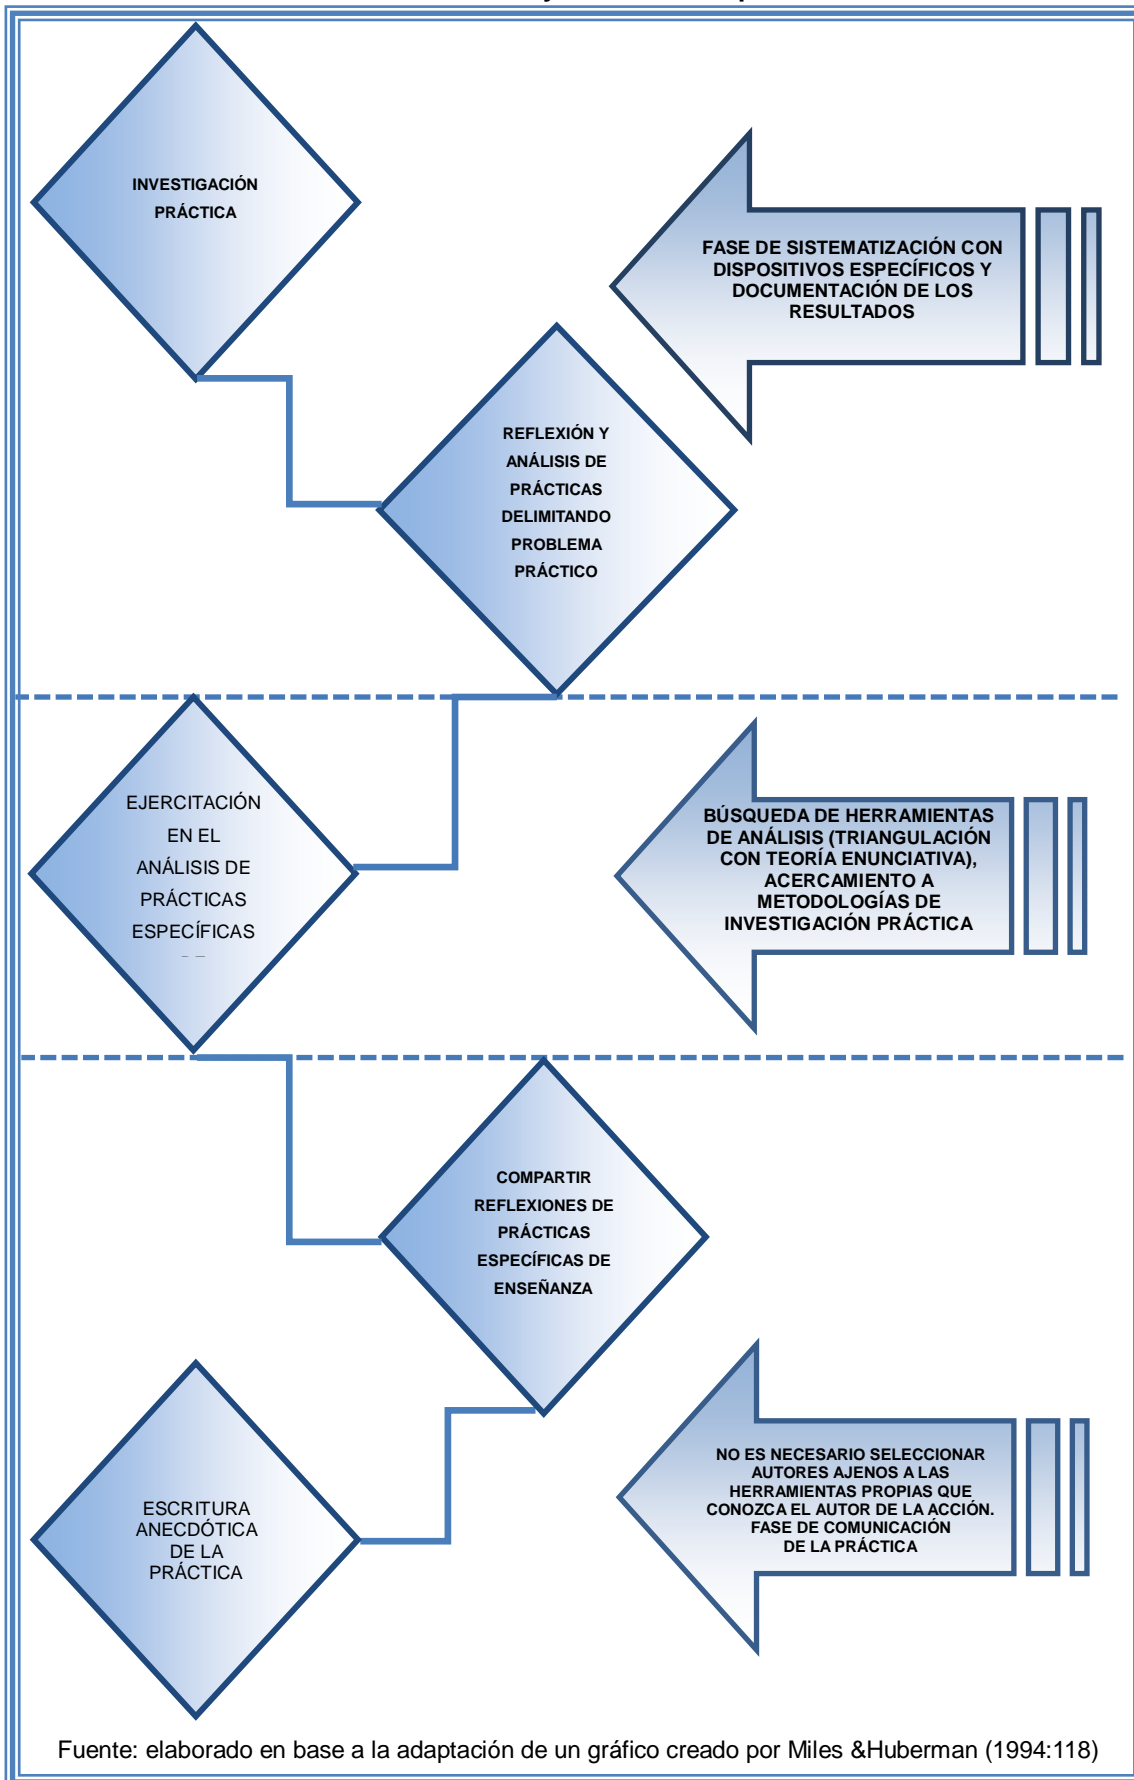 INVESTIGACIÓN
PRÁCTICA
FASE DE SISTEMATIZACIÓN CON
DISPOSITIVOS ESPECÍFICOS Y
DOCUMENTACIÓN DE LOS
RESULTADOS
REFLEXIÓN Y
ANÁLISIS DE
PRÁCTICAS
DELIMITANDO
PROBLEMA
PRÁCTICO
EJERCITACIÓN
EN EL
ANÁLISIS DE
PRÁCTICAS
ESPECÍFICAS
BÚSQUEDA DE HERRAMIENTAS
DE ANÁLISIS (TRIANGULACIÓN
CON TEORÍA ENUNCIATIVA),
ACERCAMIENTO A
METODOLOGÍAS DE
INVESTIGACIÓN PRÁCTICA
COMPARTIR
REFLEXIONES DE
PRÁCTICAS
ESPECÍFICAS DE
ENSEÑANZA
NO ES NECESARIO SELECCIONAR
AUTORES AJENOS A LAS
HERRAMIENTAS PROPIAS QUE
CONOZCA EL AUTOR DE LA ACCIÓN.
FASE DE COMUNICACIÓN
DE LA PRÁCTICA
ESCRITURA
ANECDÓTICA
DE LA
PRÁCTICA
Fuente: elaborado en base a la adaptación de un gráfico creado por Miles &Huberman (1994:118)